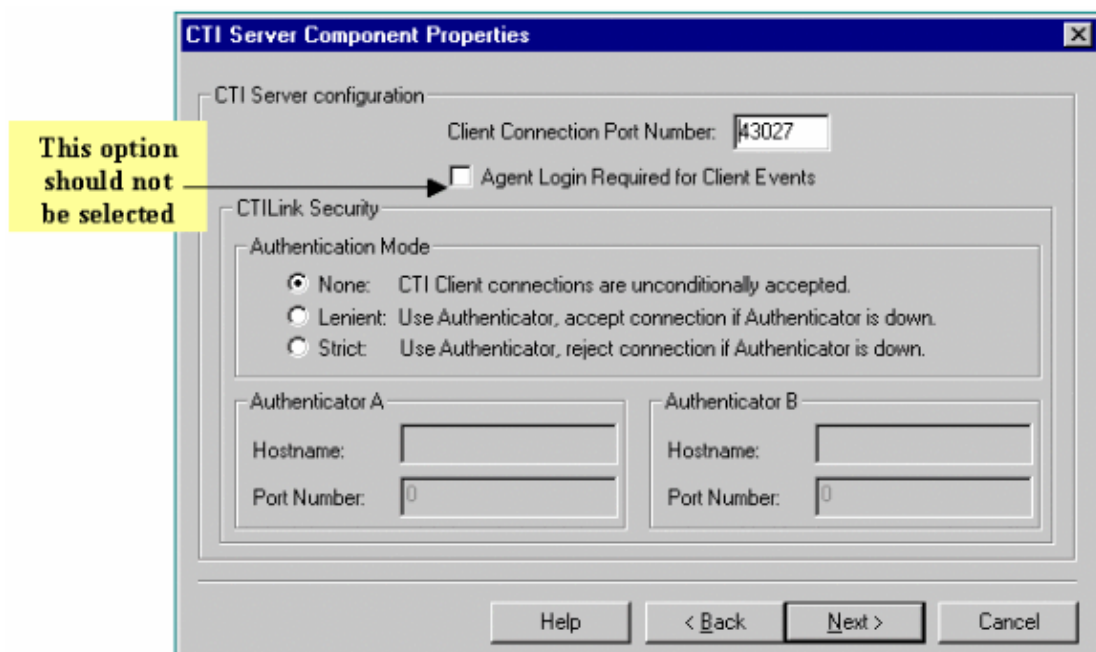 CTI Server Component Properties
CTI Server configuration
Client Connection Port Number: 43027
This option
should not
be selected
Agent Login Required for Client Events
CTILink Security
Authentication Mode
None: CTI Client connections are unconditionally accepted.
Lenient: Use Authenticator, accept connection if Authenticator is down.
Strict: Use Authenticator, reject connection if Authenticator is down.
Authenticator A
Hostname:
Port Number: 0
Authenticator B
Hostname:
Port Number: 0
Help
< Back
Next >
Cancel